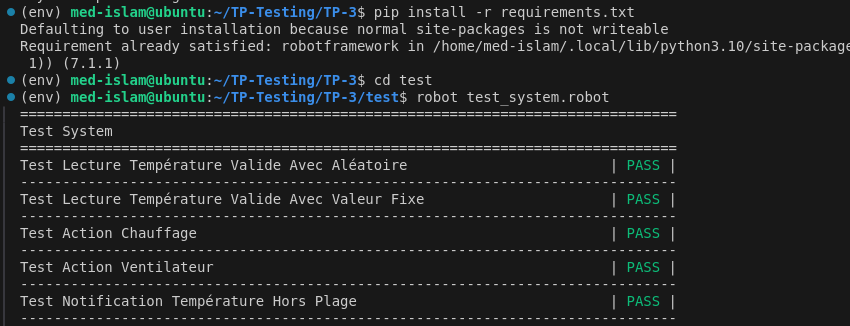 (env) med-islam@ubuntu:~/TP-Testing/TP-3$ pip install -r requirements.txt
Defaulting to user installation because normal site-packages is not writeable
Requirement already satisfied: robotframework in /home/med-islam/.local/lib/python3.10/site-package
1)) (7.1.1)
(env) med-islam@ubuntu:~/TP-Testing/TP-3$ cd test
(env) med-islam@ubuntu:~/TP-Testing/TP-3/test$ robot test_system.robot
==============================================================================
Test System
==============================================================================
Test Lecture Température Valide Avec Aléatoire                        | PASS |
------------------------------------------------------------------------------
Test Lecture Température Valide Avec Valeur Fixe                      | PASS |
------------------------------------------------------------------------------
Test Action Chauffage                                                 | PASS |
------------------------------------------------------------------------------
Test Action Ventilateur                                               | PASS |
------------------------------------------------------------------------------
Test Notification Température Hors Plage                              | PASS |
------------------------------------------------------------------------------